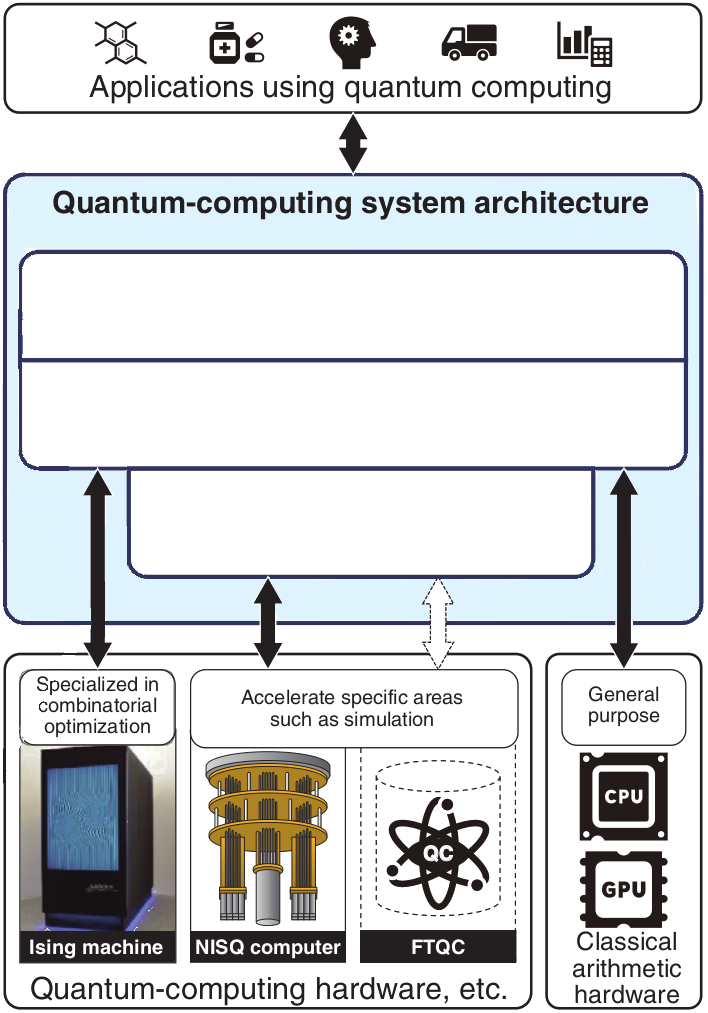 Applications using quantum computing
Quantum-computing system architecture
Specialized in
combinatorial
optimization
Accelerate specific areas
such as simulation
General
purpose
CPU
QC
GPU
Ising machine
NISQ computer
FTQC
Classical
arithmetic
hardware
Quantum-computing hardware, etc.